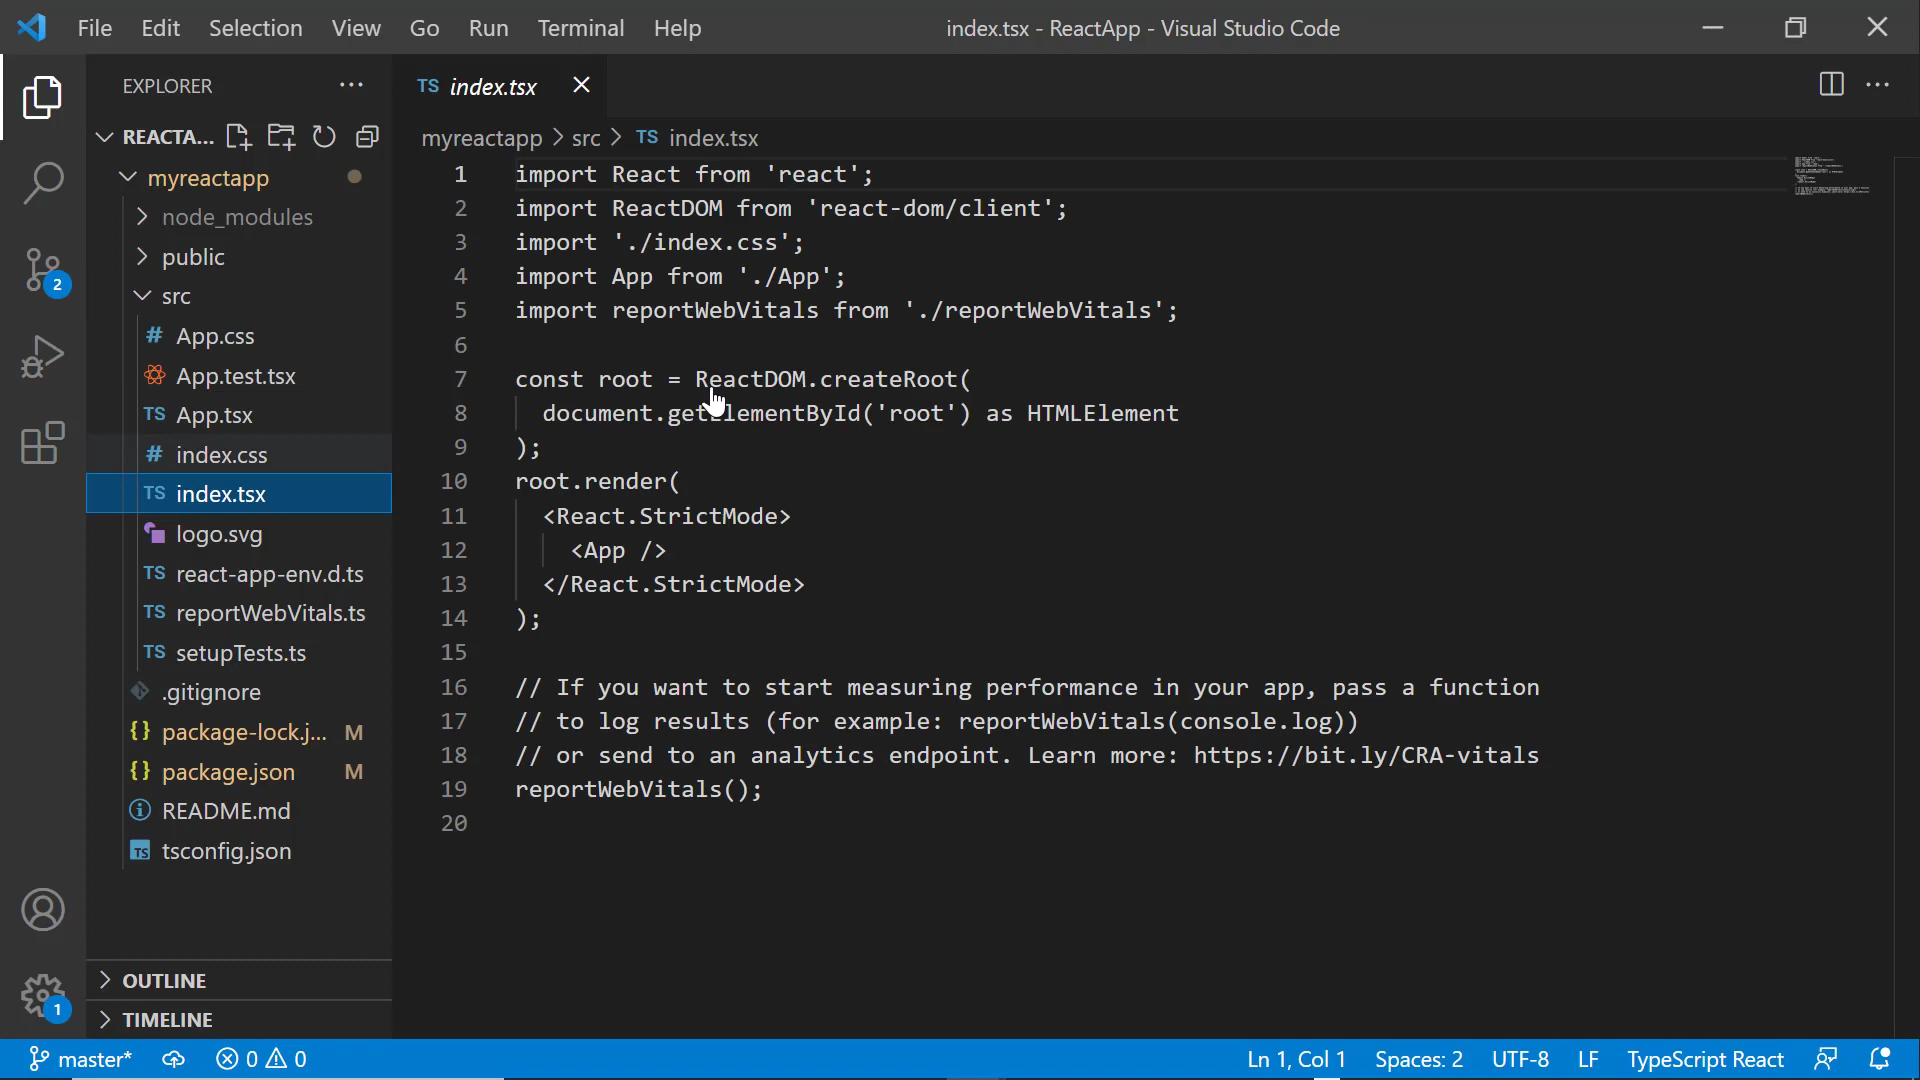 File Edit Selection View Go Run Terminal Help
index.tsx - ReactApp - Visual Studio Code
EXPLORER
REACTA...
myreactapp
node_modules
public
src
# App.css
App.test.tsx
TS App.tsx
# index.css
TS index.tsx
logo.svg
TS react-app-env.d.ts
TS reportWebVitals.ts
TS setupTests.ts
.gitignore
{} package-lock.j... M
{} package.json M
README.md
TS tsconfig.json
OUTLINE
TIMELINE
2
1
TS index.tsx
myreactapp > src > TS index.tsx
1 import React from 'react';
2 import ReactDOM from 'react-dom/client';
3 import './index.css';
4 import App from './App';
5 import reportWebVitals from './reportWebVitals';
6
7 const root = ReactDOM.createRoot(
8 document.getElementById('root') as HTMLElement
9 );
10 root.render(
11 <React.StrictMode>
12 <App />
13 </React.StrictMode>
14 );
15
16 // If you want to start measuring performance in your app, pass a function
17 // to log results (for example: reportWebVitals(console.log))
18 // or send to an analytics endpoint. Learn more: https://bit.ly/CRA-vitals
19 reportWebVitals();
20
master* 0 0 Ln 1, Col 1 Spaces: 2 UTF-8 LF TypeScript React